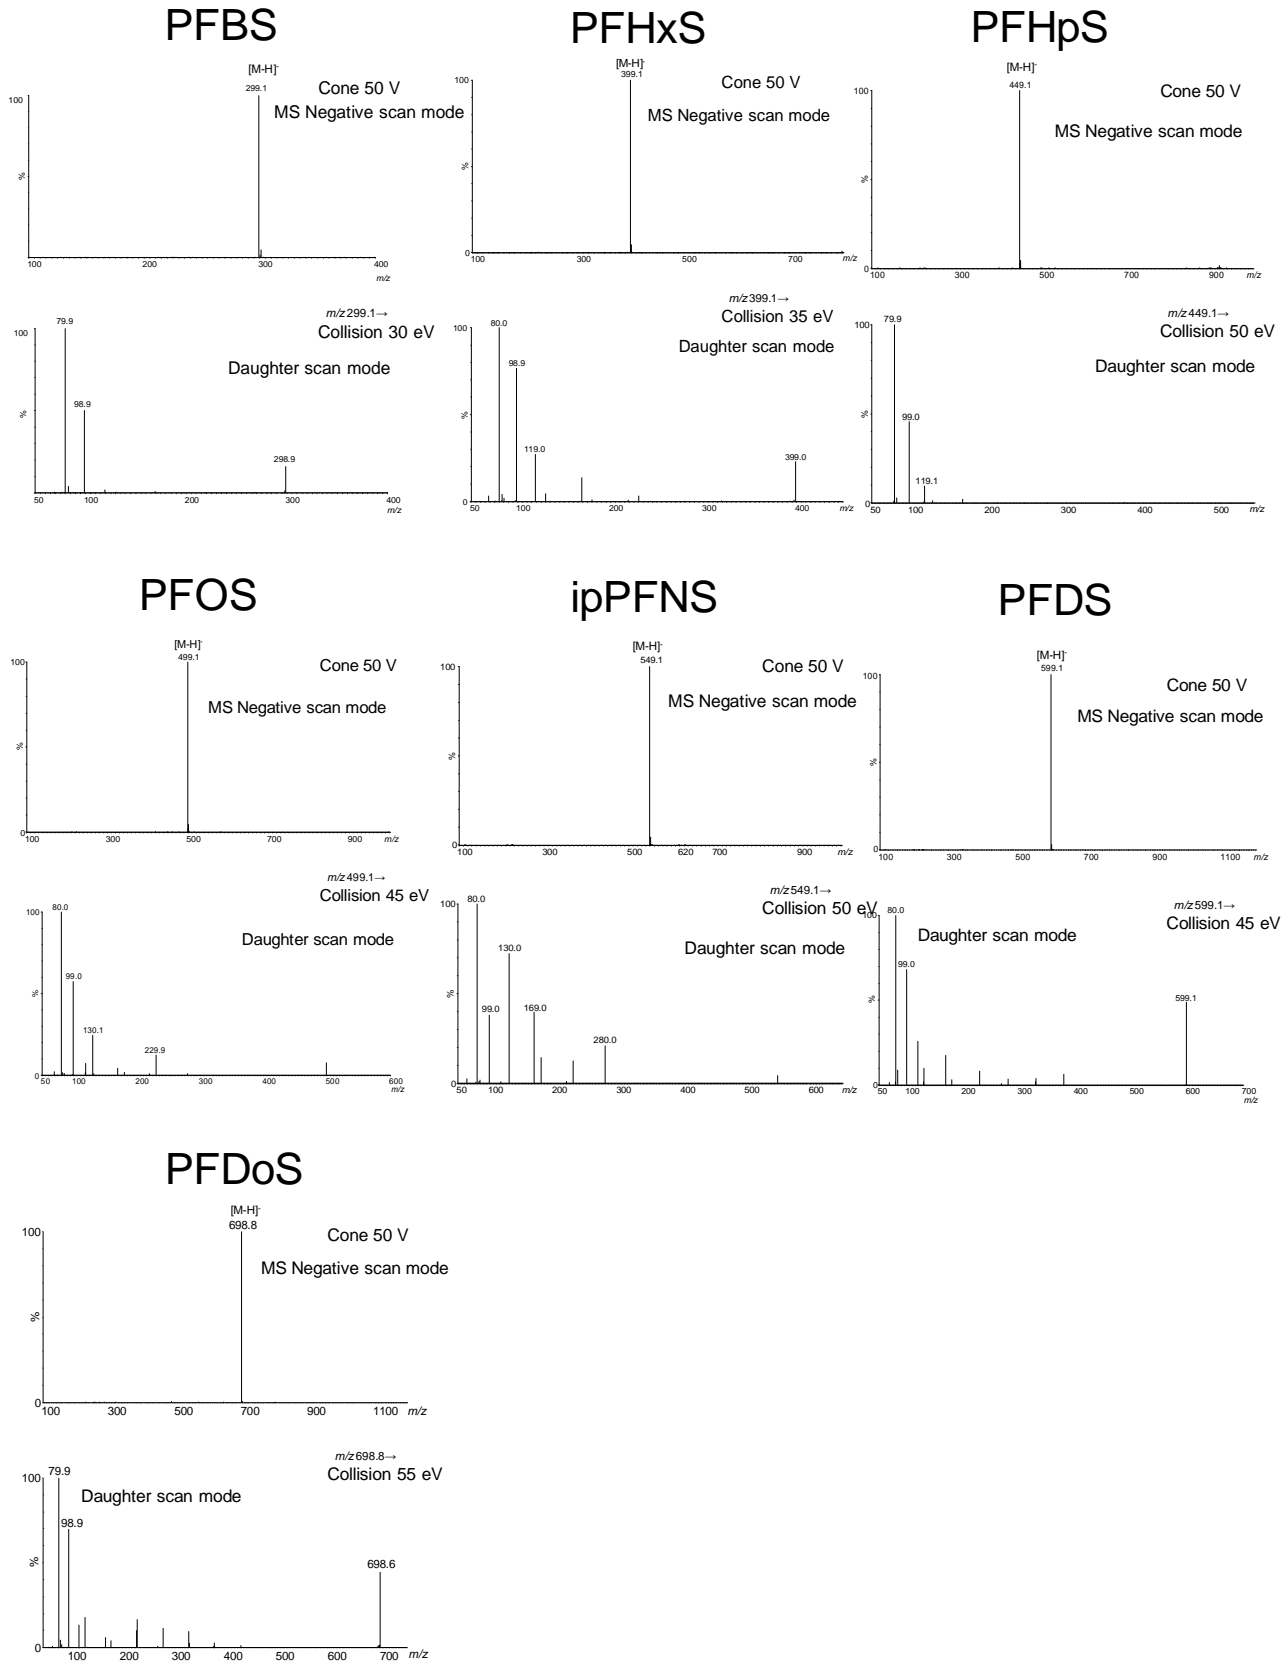 PFBS
[M-H]-
299.1
Cone 50 V
MS Negative scan mode
100
%
100 200 300 400
m/z
m/z 299.1→
Collision 30 eV
Daughter scan mode
100
79.9
98.9
298.9
%
50 100 200 300 400
m/z
PFHxS
[M-H]-
399.1
Cone 50 V
MS Negative scan mode
100
%
0
100 300 500 700
m/z
m/z 399.1→
Collision 35 eV
Daughter scan mode
100
80.0
98.9
119.0
399.0
%
0
50 100 200 300 400
m/z
PFHpS
[M-H]-
449.1
Cone 50 V
MS Negative scan mode
100
%
0
100 300 500 700 900
m/z
m/z 449.1→
Collision 50 eV
Daughter scan mode
100
79.9
99.0
119.1
%
0
50 100 200 300 400 500 m/z
PFOS
[M-H]-
499.1
Cone 50 V
MS Negative scan mode
100
%
0
100 300 500 700 900 m/z
m/z 499.1→
Collision 45 eV
Daughter scan mode
100
80.0
99.0
130.1
229.9
%
0
50 100 200 300 400 500 600
m/z
ipPFNS
[M-H]-
549.1
Cone 50 V
MS Negative scan mode
100
%
0
100 300 500 620 700 900 m/z
m/z 549.1→
Collision 50 eV
Daughter scan mode
100
80.0
130.0
99.0
169.0
280.0
%
0
50 100 200 300 400 500 600 m/z
PFDS
[M-H]-
599.1
Cone 50 V
MS Negative scan mode
100
%
0
100 300 500 700 900 1100 m/z
m/z 599.1→
Collision 45 eV
Daughter scan mode
100
80.0
99.0
599.1
%
0
50 100 200 300 400 500 600 700
m/z
PFDoS
[M-H]-
698.8
Cone 50 V
MS Negative scan mode
100
%
0
100 300 500 700 900 1100 m/z
m/z 698.8→
Collision 55 eV
Daughter scan mode
100
79.9
98.9
698.6
%
0
100 200 300 400 500 600 700 m/z